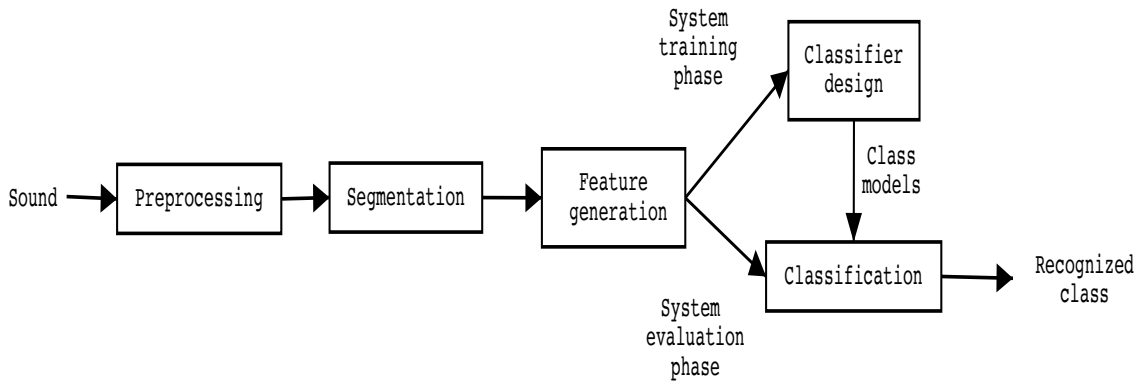 Sound
Preprocessing
Segmentation
Feature
generation
System
training
phase
Classifier
design
Class
models
System
evaluation
phase
Classification
Recognized
class